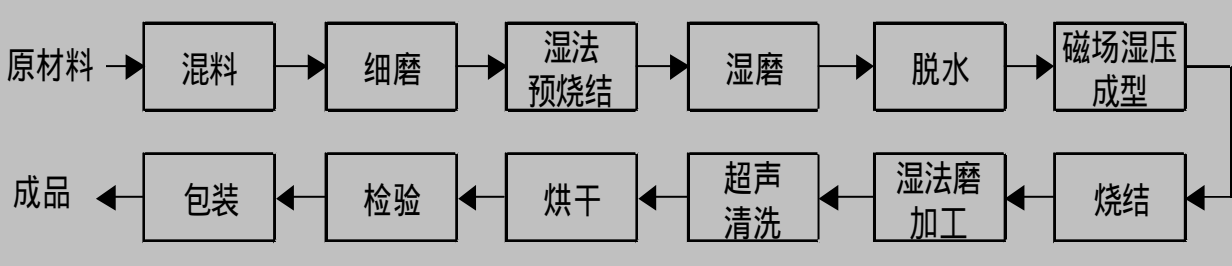 原材料
混料
细磨
湿法
预烧结
湿磨
脱水
磁场湿压
成型
烧结
湿法磨
加工
超声
清洗
烘干
检验
包装
成品